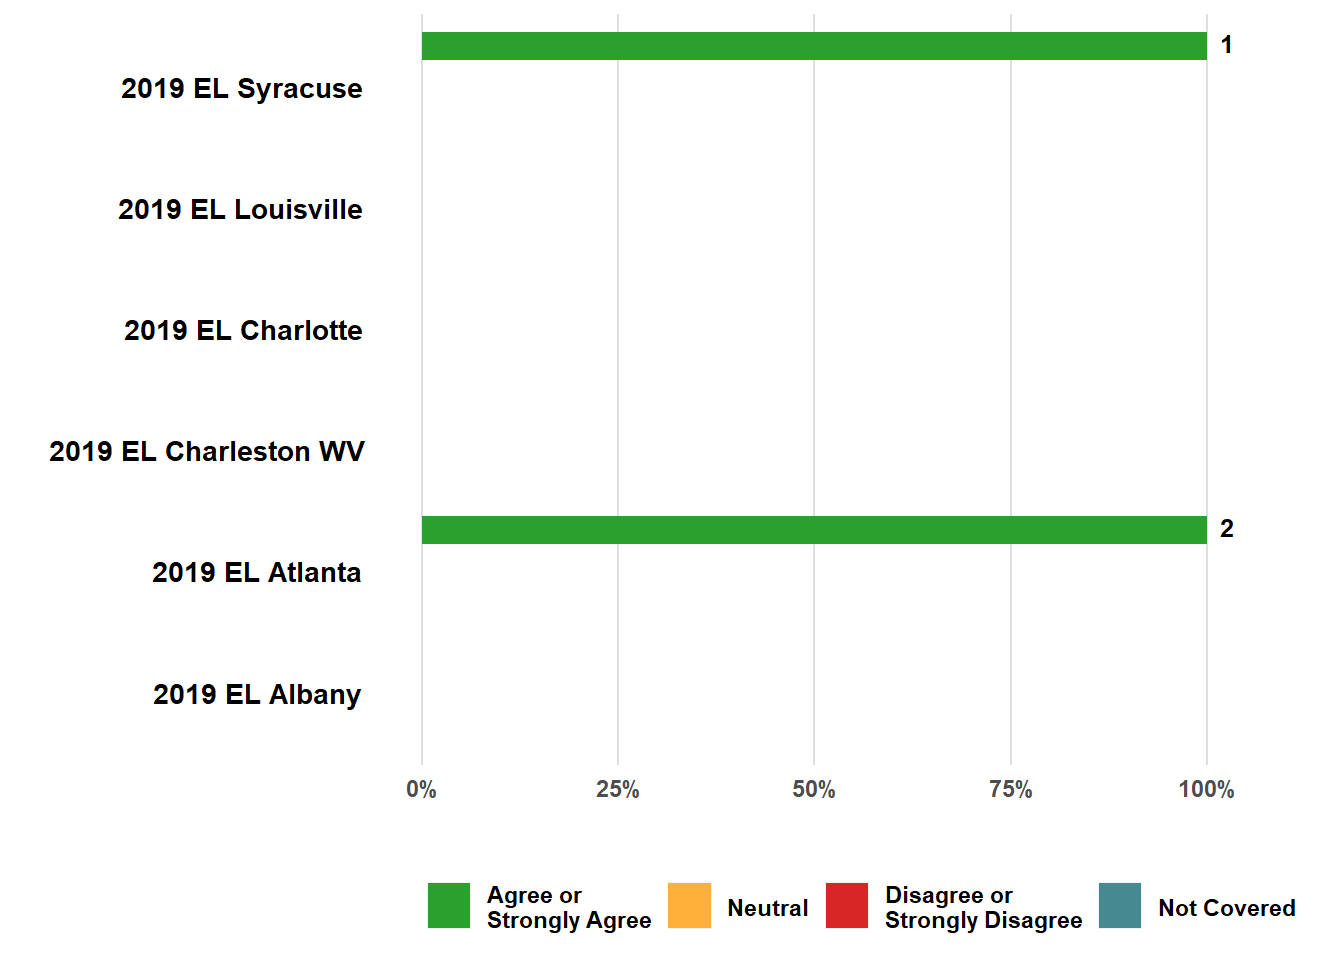 1
2019 EL Syracuse
2019 EL Louisville
2019 EL Charlotte
2019 EL Charleston WV
2
2019 EL Atlanta
2019 EL Albany
0% 25% 50% 75% 100%
Agree or
Strongly Agree
Neutral
Disagree or
Strongly Disagree
Not Covered